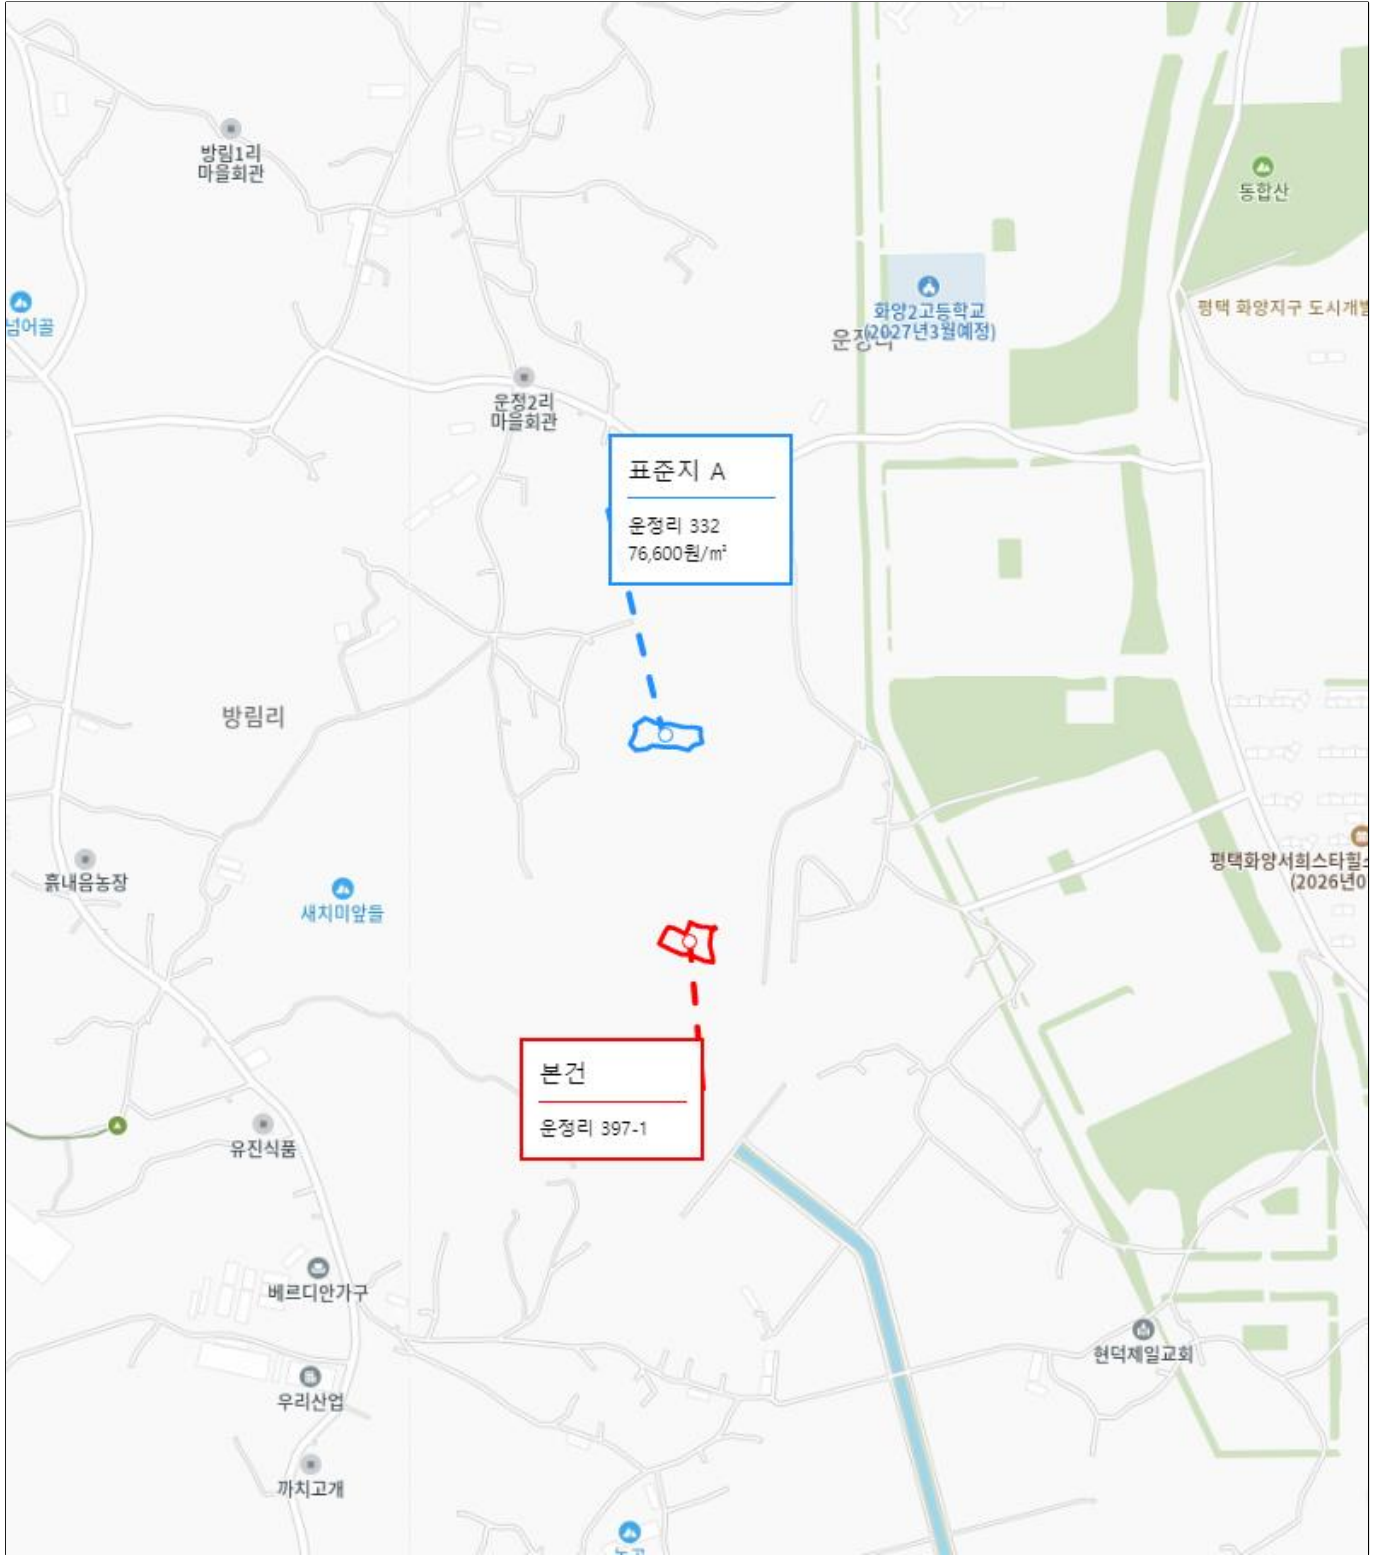 방림1리
마을회관
동합산
넘어골
화양2고등학교
(2027년3월예정)
운정리
평택 화양지구 도시개발
운정2리
마을회관
표준지 A
운정리 332
76,600원/㎡
방림리
흙내음농장
새치미앞들
평택화양서희스타힐스
(2026년0
본건
운정리 397-1
유진식품
베르디안가구
현덕제일교회
우리산업
까치고개